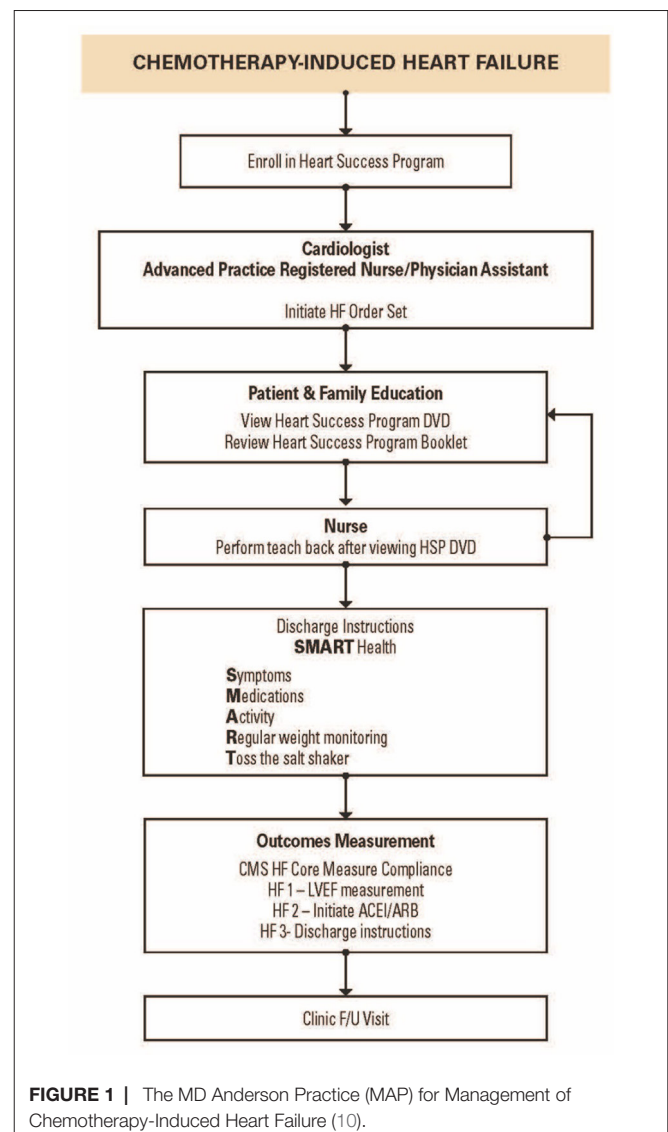 CHEMOTHERAPY-INDUCED HEART FAILURE
Enroll in Heart Success Program
Cardiologist
Advanced Practice Registered Nurse/Physician Assistant
Initiate HF Order Set
Patient & Family Education
View Heart Success Program DVD
Review Heart Success Program Booklet
Nurse
Perform teach back after viewing HSP DVD
Discharge Instructions
SMART Health
Symptoms
Medications
Activity
Regular weight monitoring
Toss the salt shaker
Outcomes Measurement
CMS HF Core Measure Compliance
HF 1 – LVEF measurement
HF 2 – Initiate ACEI/ARB
HF 3- Discharge instructions
Clinic F/U Visit
FIGURE 1 | The MD Anderson Practice (MAP) for Management of
Chemotherapy-Induced Heart Failure (10).